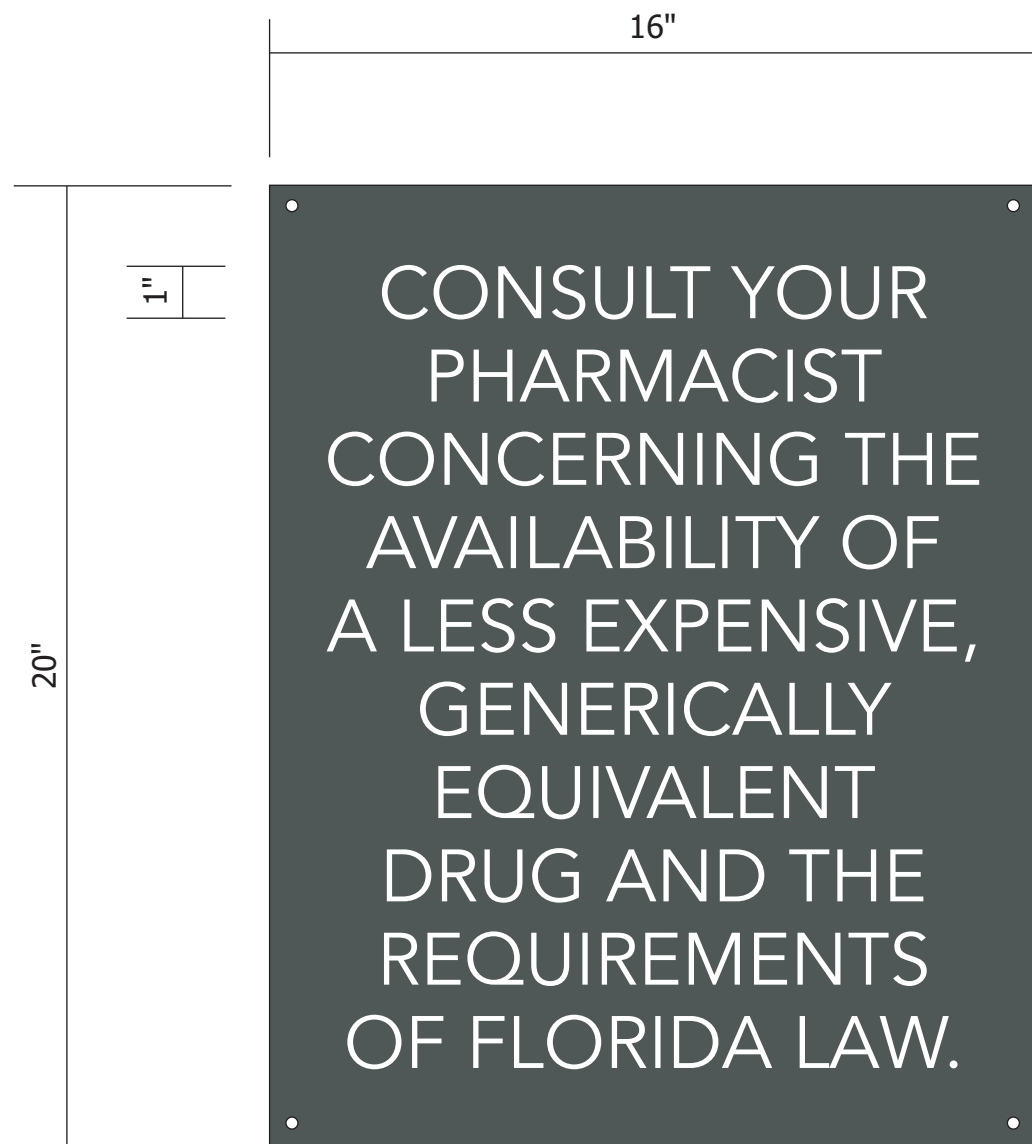 16"
1"
20"
CONSULT YOUR
PHARMACIST
CONCERNING THE
AVAILABILITY OF
A LESS EXPENSIVE,
GENERICALLY
EQUIVALENT
DRUG AND THE
REQUIREMENTS
OF FLORIDA LAW.